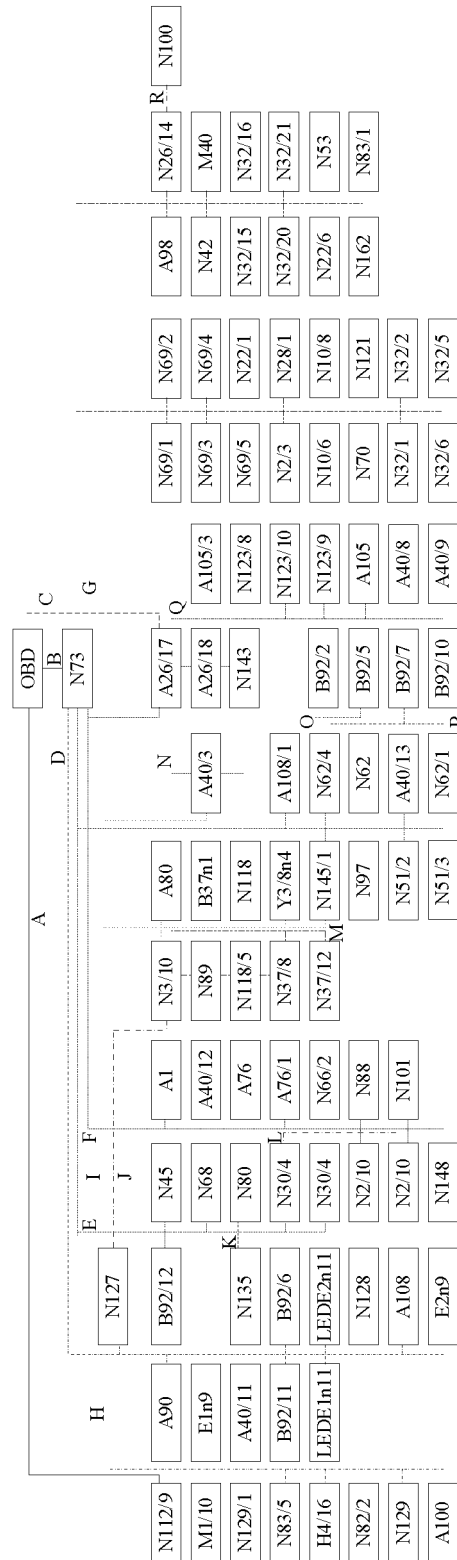 OBD
A
B C
D
N73
H E I F G
N127 J
R N100
N112/9 A90 B92/12 N45 A1 N3/10 A80 N A26/17 N69/1 N69/2 A98 N26/14
Q
M1/10 E1n9 N68 A40/12 N89 B37n1 A40/3 A26/18 A105/3 N69/3 N69/4 N42 M40
K
N129/1 A40/11 N135 N80 A76 N118/5 N118 N143 N123/8 N69/5 N22/1 N32/15 N32/16
L
N83/5 B92/11 B92/6 N30/4 A76/1 N37/8 Y3/8n4 A108/1 N123/10 N2/3 N28/1 N32/20 N32/21
O
H4/16 LEDE1n11 LEDE2n11 N30/4 N66/2 N37/12 N145/1 N62/4 B92/2 N123/9 N10/6 N10/8 N22/6 N53
M
N82/2 N128 N2/10 N88 N97 N62 B92/5 A105 N70 N121 N162 N83/1
N129 A108 N2/10 N101 N51/2 A40/13 B92/7 A40/8 N32/1 N32/2
A100 E2n9 N148 N51/3 N62/1 B92/10 A40/9 N32/6 N32/5